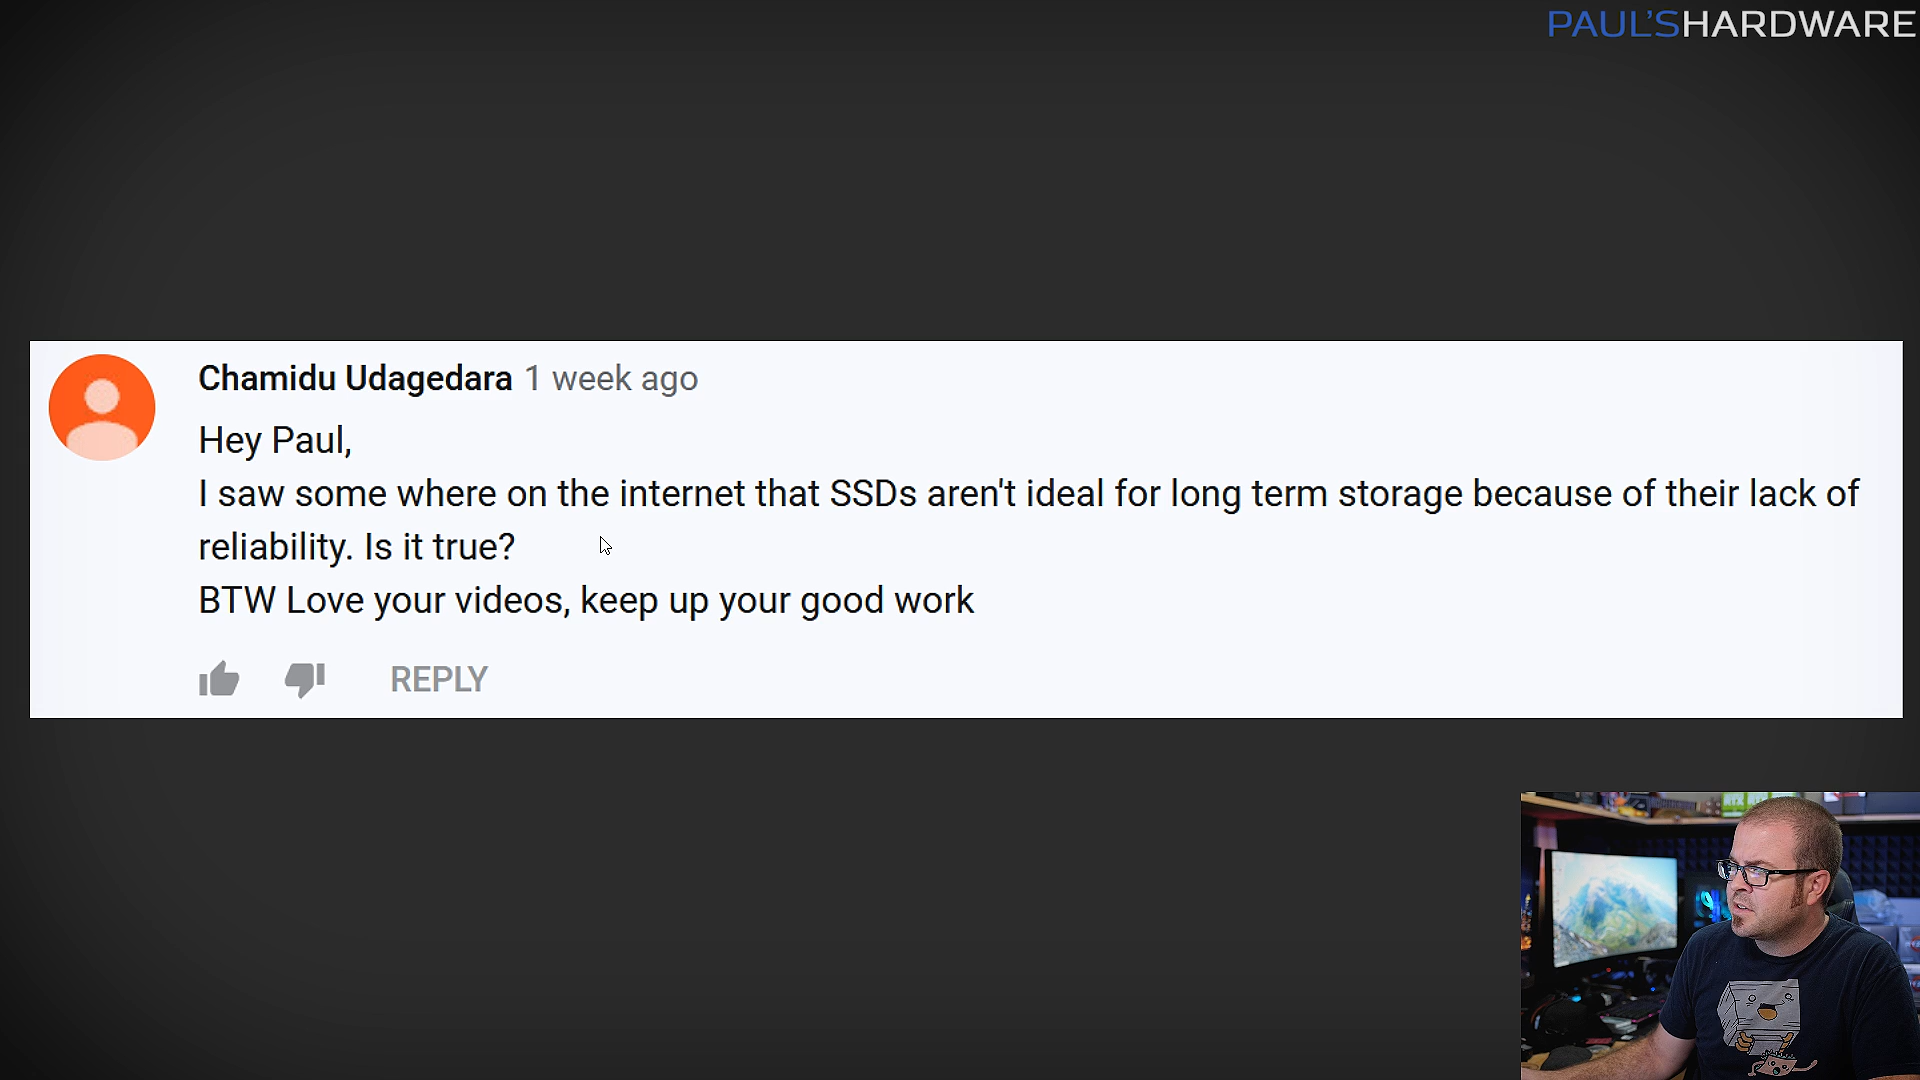 PAUL'SHARDWARE
Chamidu Udagedara 1 week ago
Hey Paul,
I saw some where on the internet that SSDs aren't ideal for long term storage because of their lack of
reliability. Is it true?
BTW Love your videos, keep up your good work
REPLY